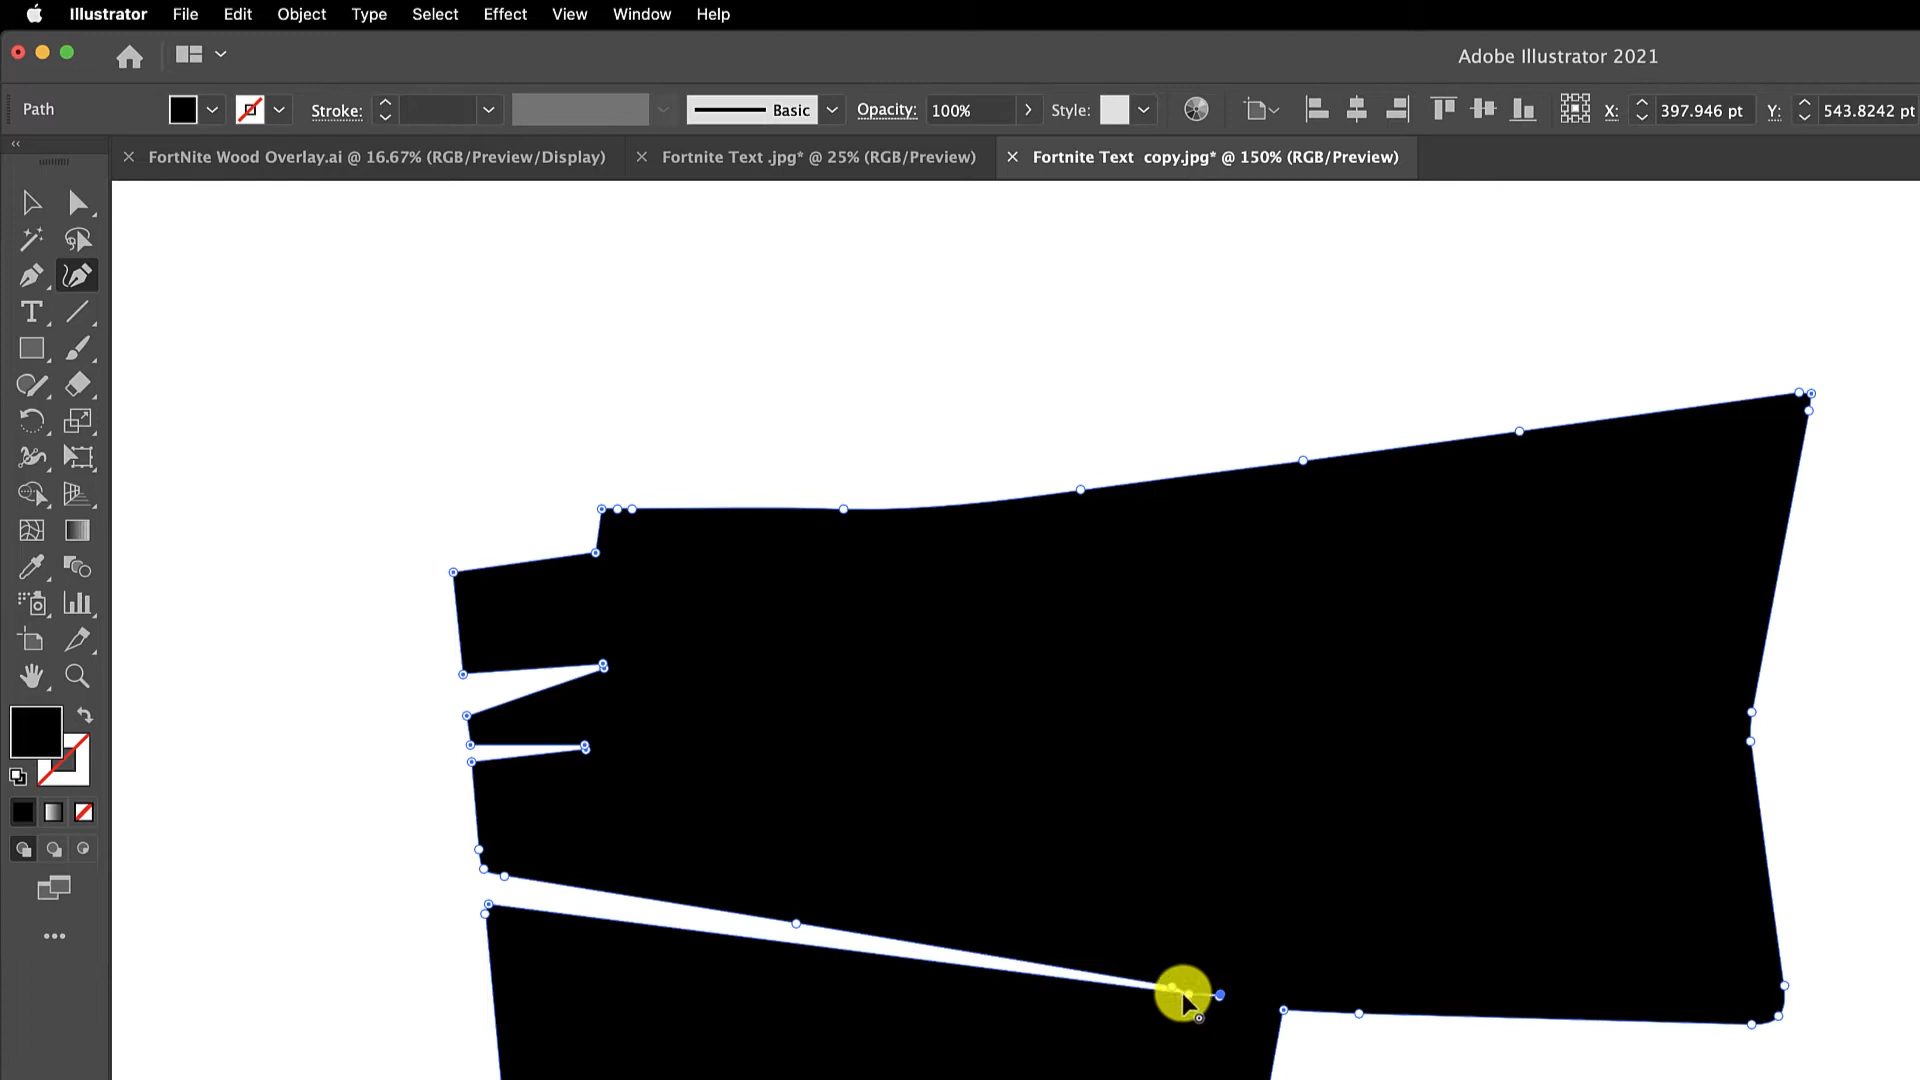 Illustrator File Edit Object Type Select Effect View Window Help
Adobe Illustrator 2021
Path Stroke: Basic Opacity: 100% Style: X: 397.946 pt Y: 543.8242 pt
FortNite Wood Overlay.ai @ 16.67% (RGB/Preview/Display) Fortnite Text .jpg* @ 25% (RGB/Preview) Fortnite Text copy.jpg* @ 150% (RGB/Preview)